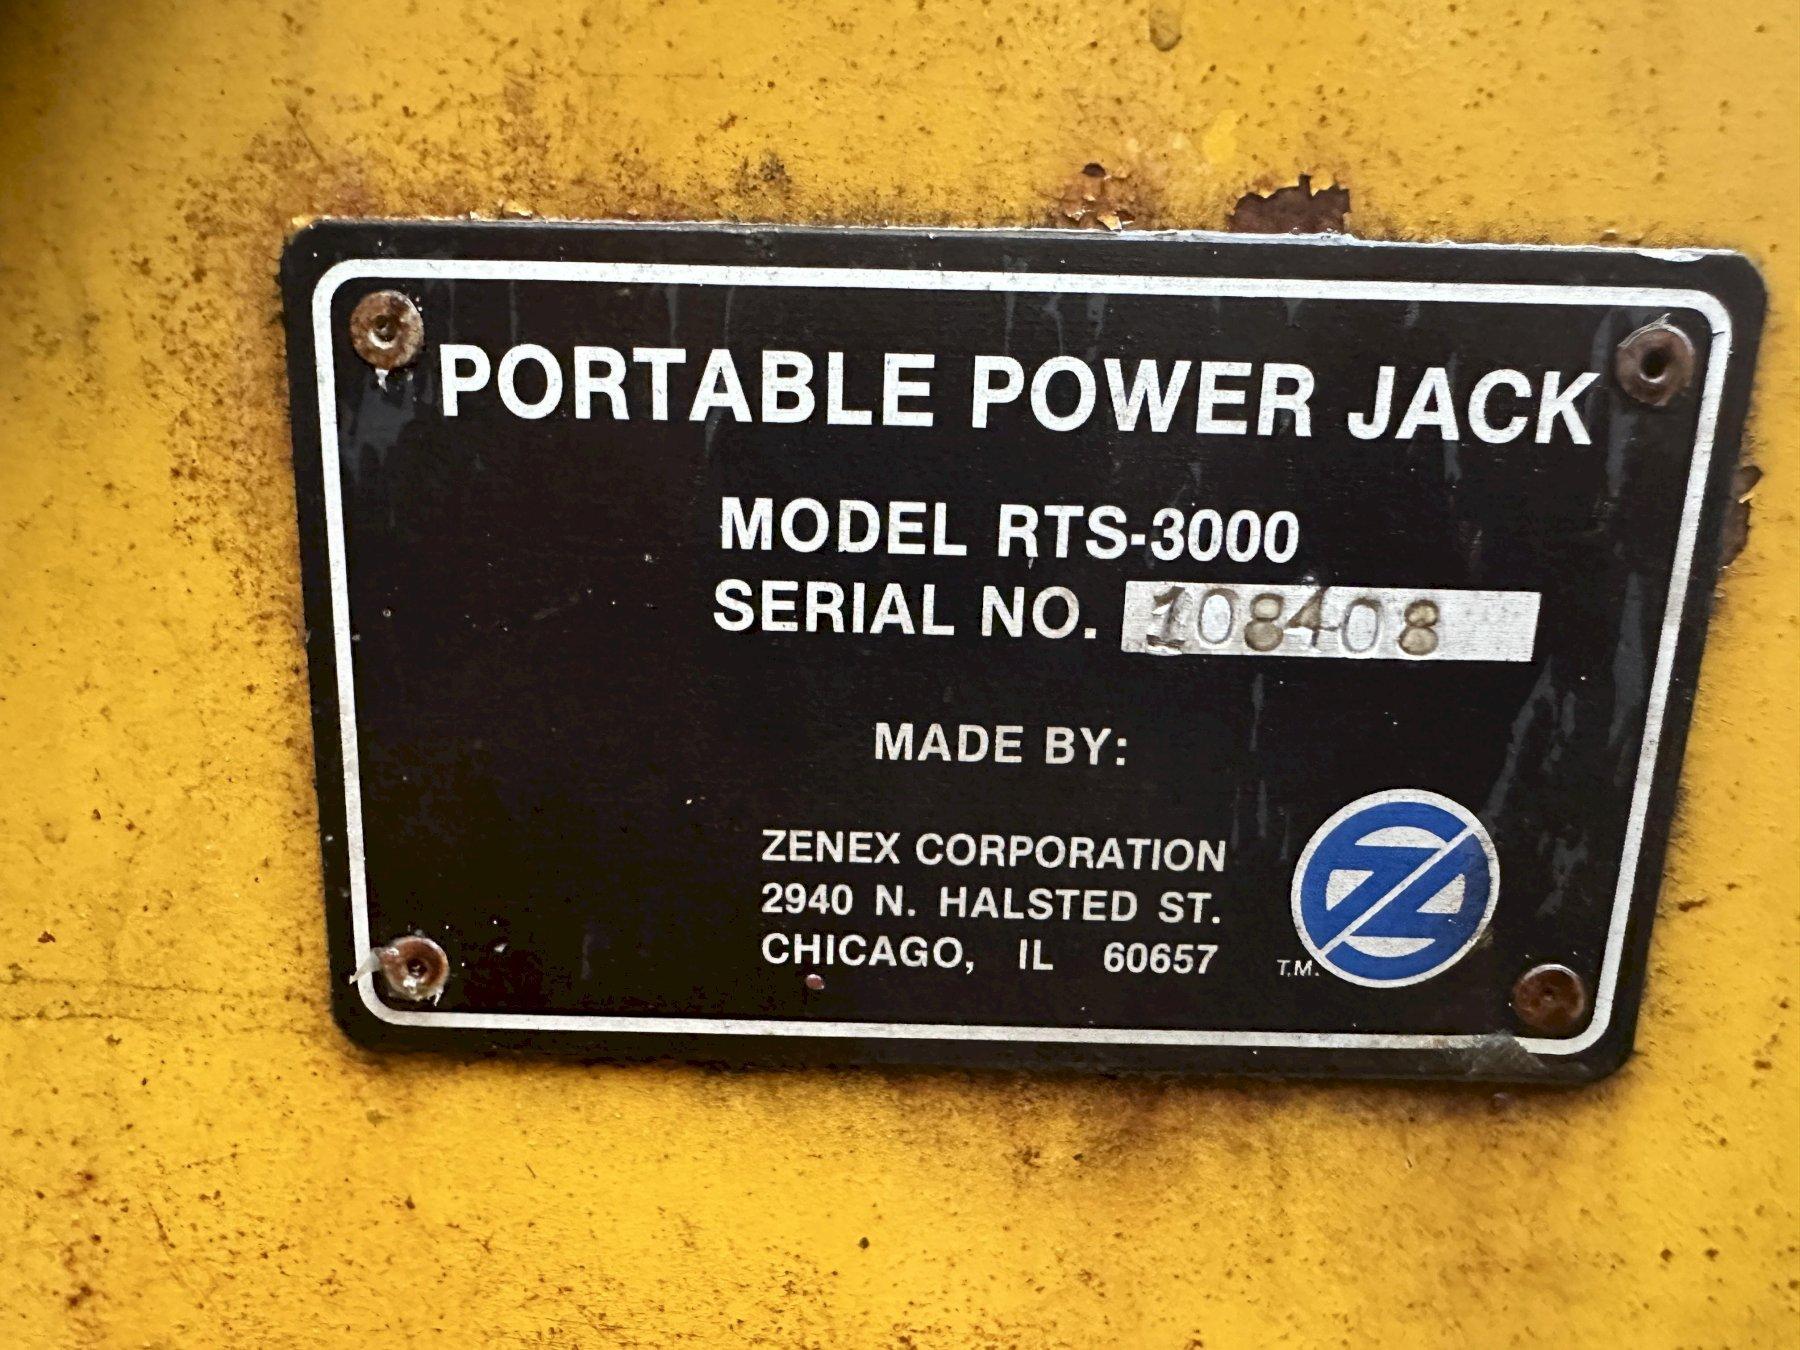 PORTABLE POWER JACK
MODEL RTS-3000
SERIAL NO. 108408
MADE BY:
ZENEX CORPORATION
2940 N. HALSTED ST.
CHICAGO, IL 60657
T.M.